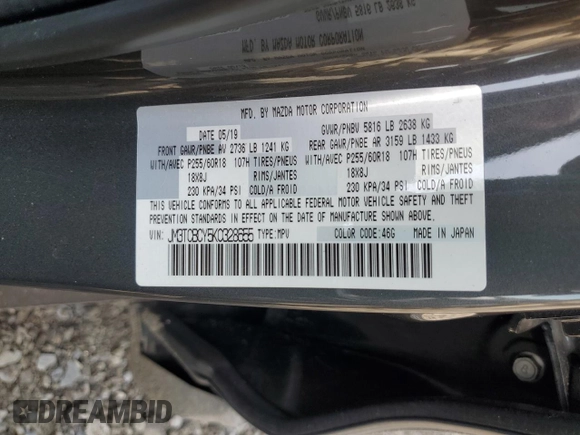 MFD. BY MAZDA MOTOR CORPORATION
DATE 05/19 GVWR/PNBV 5816 LB 2638 KG
FRONT GAWR/PNBE AV 2736 LB 1241 KG REAR GAWR/PNBE AR 3159 LB 1433 KG
WITH/AVEC P255/60R18 107H TIRES/PNEUS WITH/AVEC P255/60R18 107H TIRES/PNEUS
18X8J RIMS/JANTES 18X8J RIMS/JANTES
230 KPA/34 PSI COLD/A FROID 230 KPA/34 PSI COLD/A FROID
THIS VEHICLE CONFORMS TO ALL APPLICABLE FEDERAL MOTOR VEHICLE SAFETY, BUMPER, AND THEFT
PREVENTION STANDARDS IN EFFECT ON THE DATE OF MANUFACTURE SHOWN ABOVE.
VIN: JM3TCBCY5K0328655 TYPE:MPV COLOR CODE:46G MADE IN JAPAN
DREAMBID